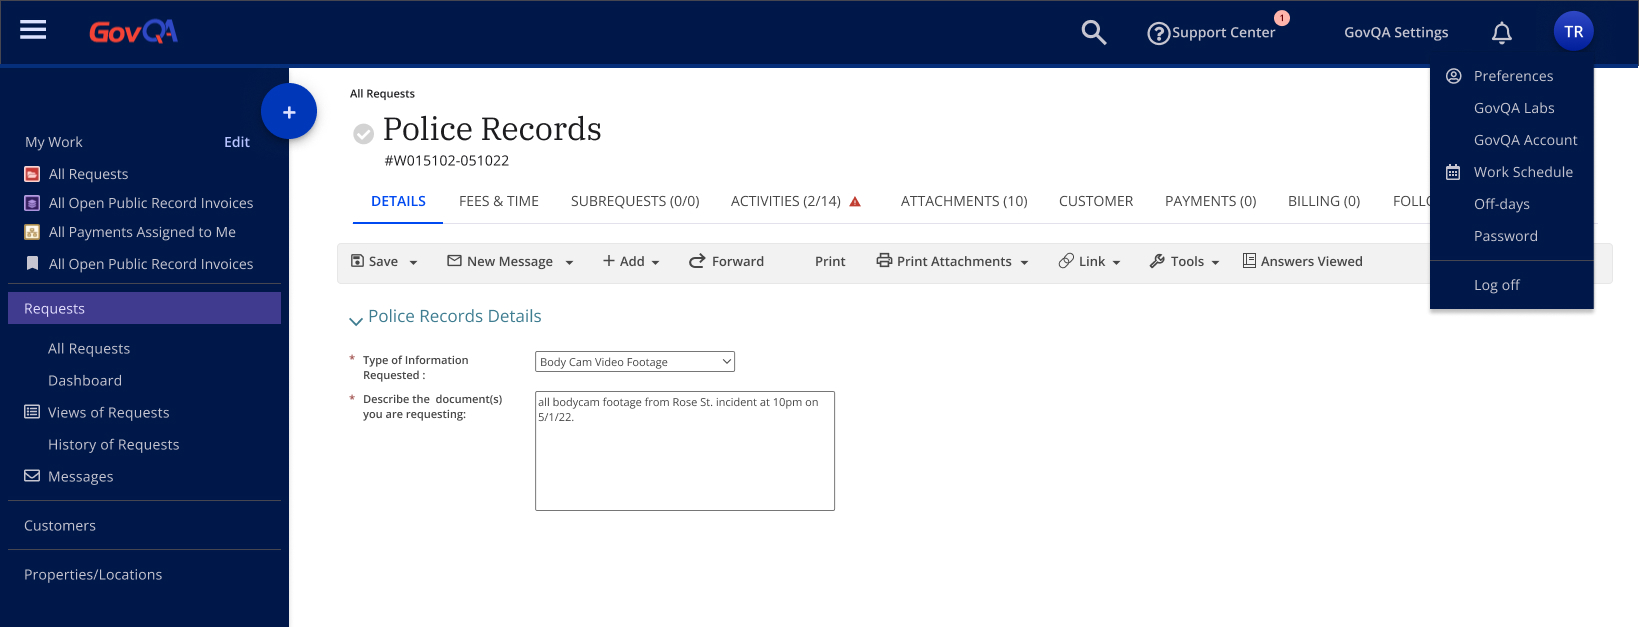 GovQA
Support Center
1
GovQA Settings
TR
Preferences
GovQA Labs
GovQA Account
Work Schedule
Off-days
Password
Log off
+
My Work
Edit
All Requests
All Open Public Record Invoices
All Payments Assigned to Me
All Open Public Record Invoices
Requests
All Requests
Dashboard
Views of Requests
History of Requests
Messages
Customers
Properties/Locations
All Requests
Police Records
#W015102-051022
DETAILS FEES & TIME SUBREQUESTS (0/0) ACTIVITIES (2/14) ATTACHMENTS (10) CUSTOMER PAYMENTS (0) BILLING (0) FOLLO
Save New Message Add Forward Print Print Attachments Link Tools Answers Viewed
Police Records Details
* Type of Information
Requested :
Body Cam Video Footage
* Describe the document(s)
you are requesting:
all bodycam footage from Rose St. incident at 10pm on
5/1/22.